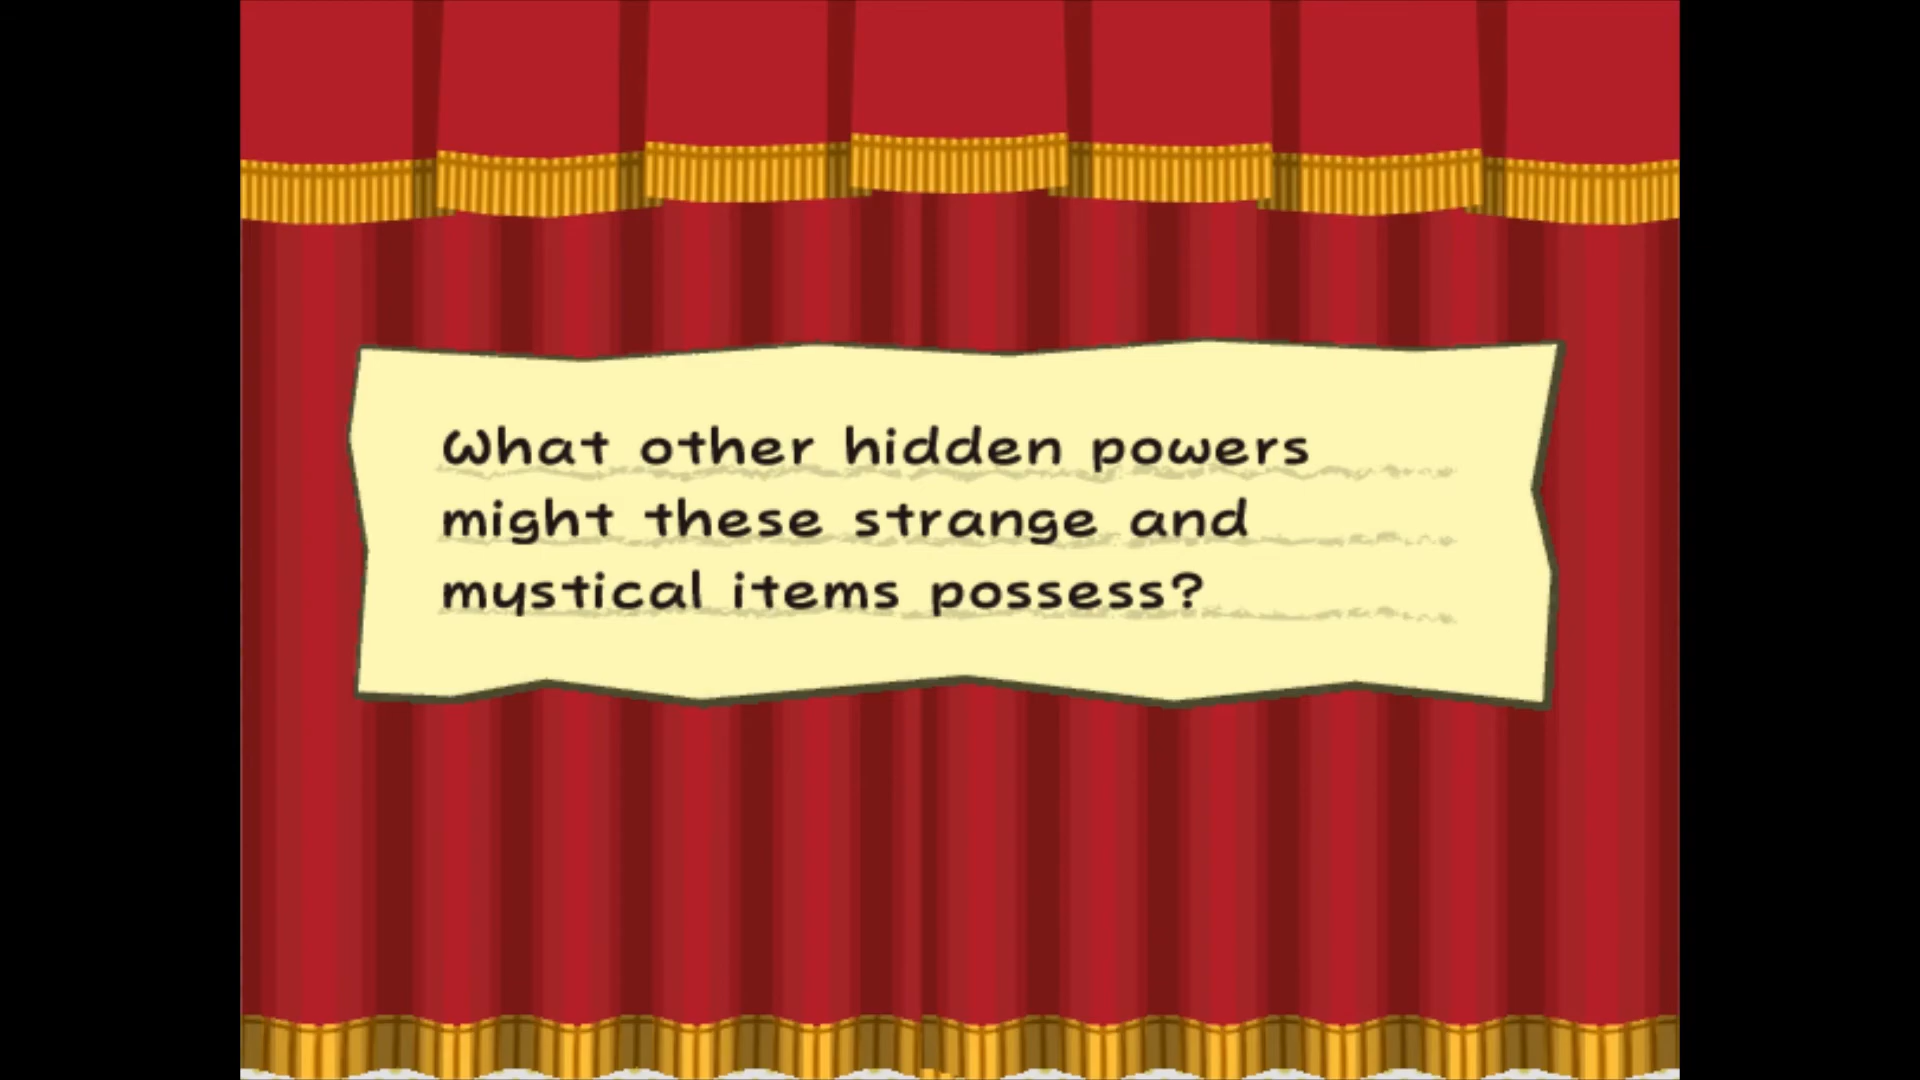 What other hidden powers
might these strange and
mystical items possess?